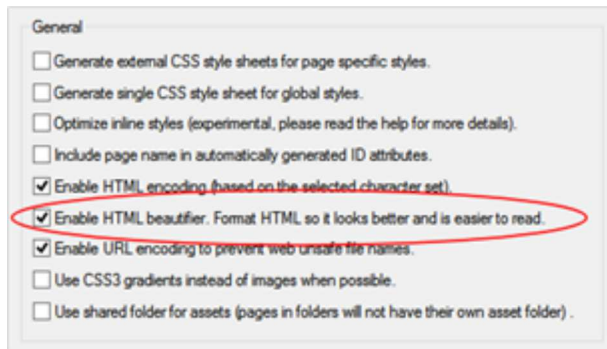 General
Generate external CSS style sheets for page specific styles.
Generate single CSS style sheet for global styles.
Optimize inline styles (experimental, please read the help for more details).
Include page name in automatically generated ID attributes.
Enable HTML encoding (based on the selected character set).
Enable HTML beautifier. Format HTML so it looks better and is easier to read.
Enable URL encoding to prevent web unsafe file names.
Use CSS3 gradients instead of images when possible.
Use shared folder for assets (pages in folders will not have their own asset folder) .